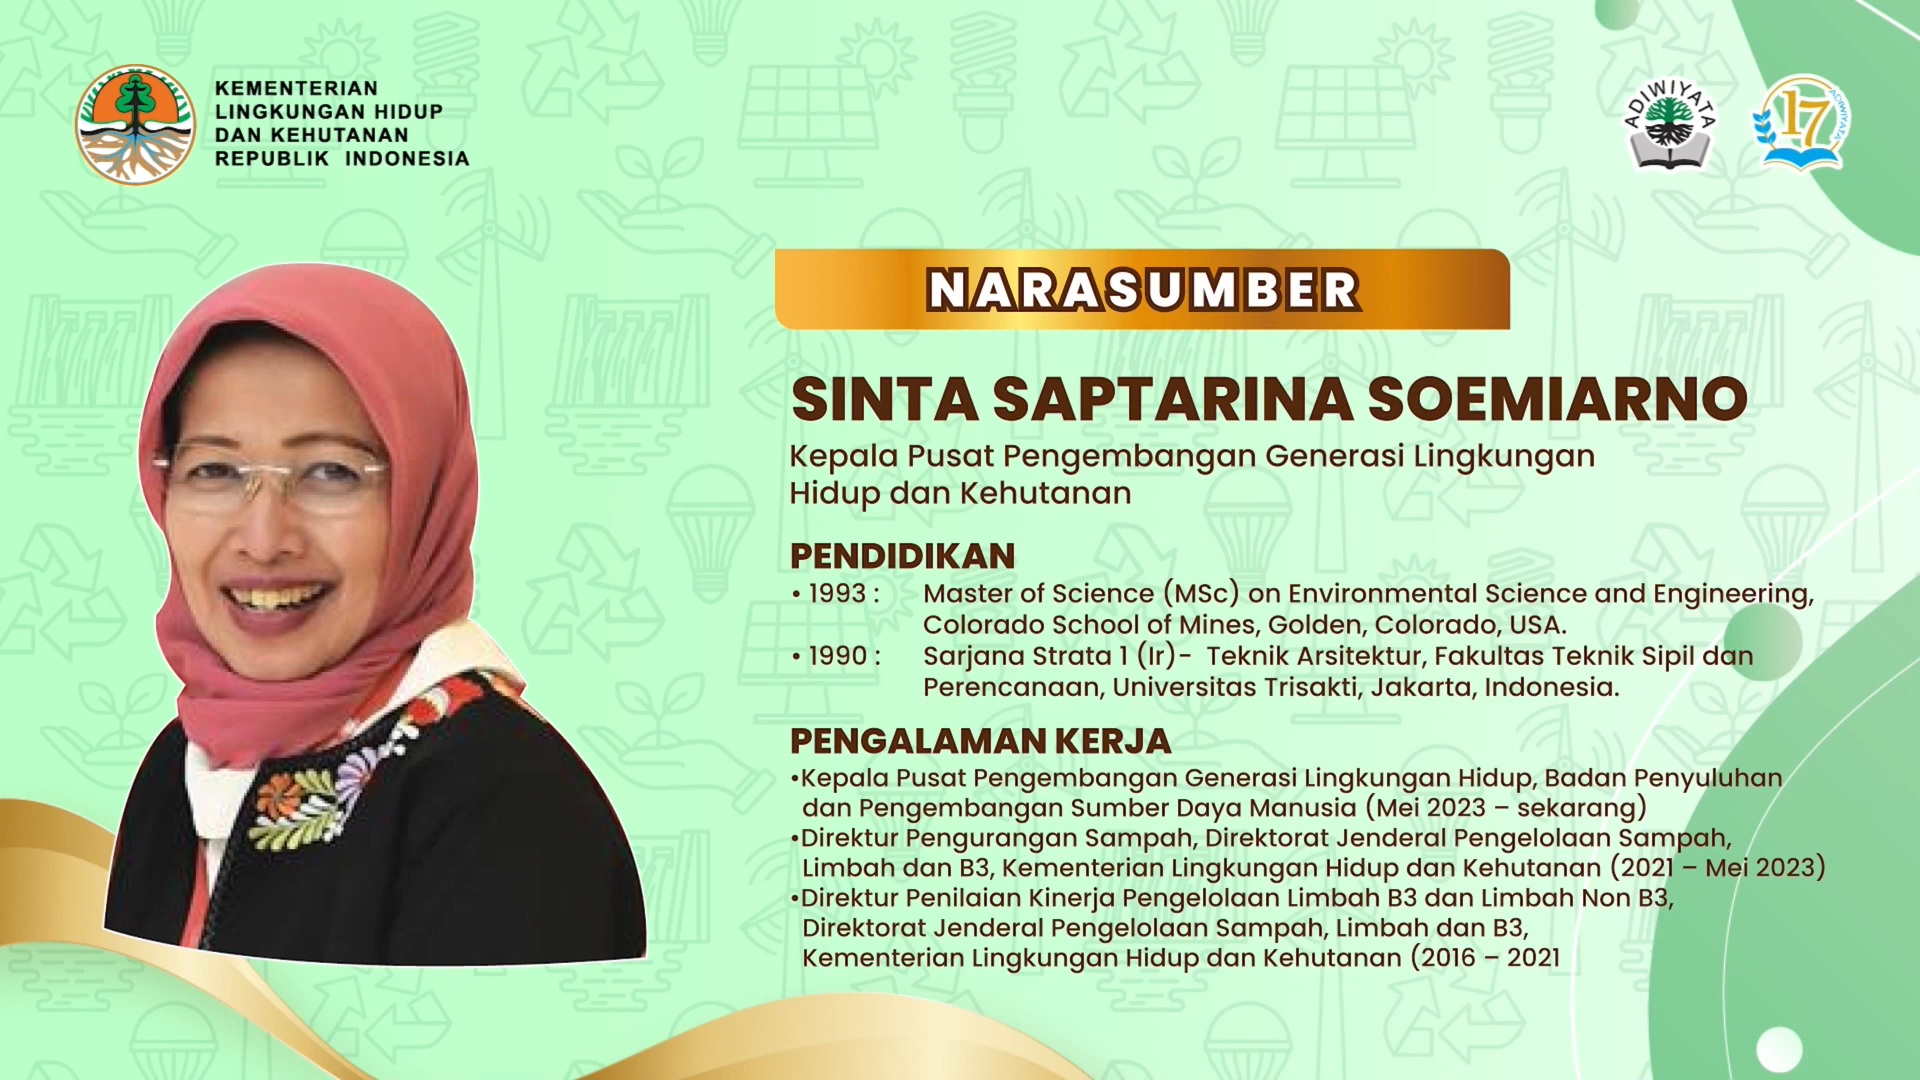 KEMENTERIAN
LINGKUNGAN HIDUP
DAN KEHUTANAN
REPUBLIK INDONESIA
ADIWIYATA
17
ADIWIYATA
NARASUMBER
SINTA SAPTARINA SOEMIARNO
Kepala Pusat Pengembangan Generasi Lingkungan
Hidup dan Kehutanan
PENDIDIKAN
• 1993 : Master of Science (MSc) on Environmental Science and Engineering,
Colorado School of Mines, Golden, Colorado, USA.
• 1990 : Sarjana Strata 1 (Ir)- Teknik Arsitektur, Fakultas Teknik Sipil dan
Perencanaan, Universitas Trisakti, Jakarta, Indonesia.
PENGALAMAN KERJA
•Kepala Pusat Pengembangan Generasi Lingkungan Hidup, Badan Penyuluhan
dan Pengembangan Sumber Daya Manusia (Mei 2023 – sekarang)
•Direktur Pengurangan Sampah, Direktorat Jenderal Pengelolaan Sampah,
Limbah dan B3, Kementerian Lingkungan Hidup dan Kehutanan (2021 – Mei 2023)
•Direktur Penilaian Kinerja Pengelolaan Limbah B3 dan Limbah Non B3,
Direktorat Jenderal Pengelolaan Sampah, Limbah dan B3,
Kementerian Lingkungan Hidup dan Kehutanan (2016 – 2021